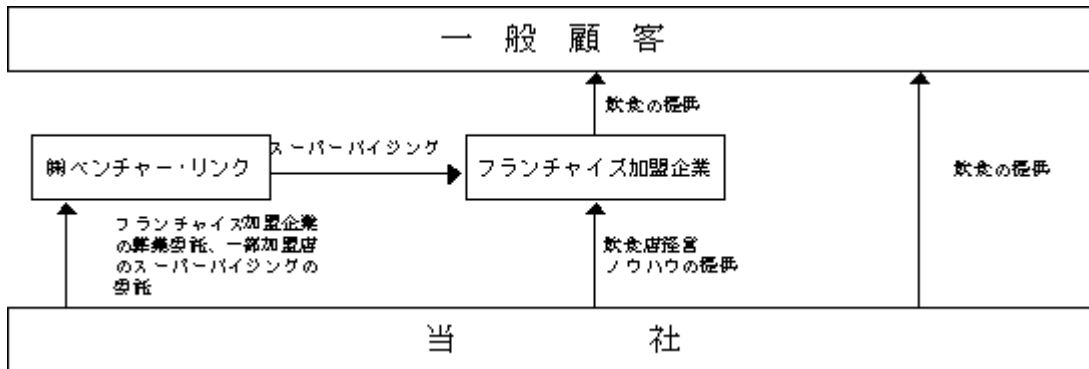 一般顧客
飲食の提供
スーパーバイジング
㈱ベンチャー・リンク
フランチャイズ加盟企業
飲食の提供
フランチャイズ加盟企業
の募集委託、一部加盟店
のスーパーバイジングの
委託
飲食店経営
ノウハウの提供
当社